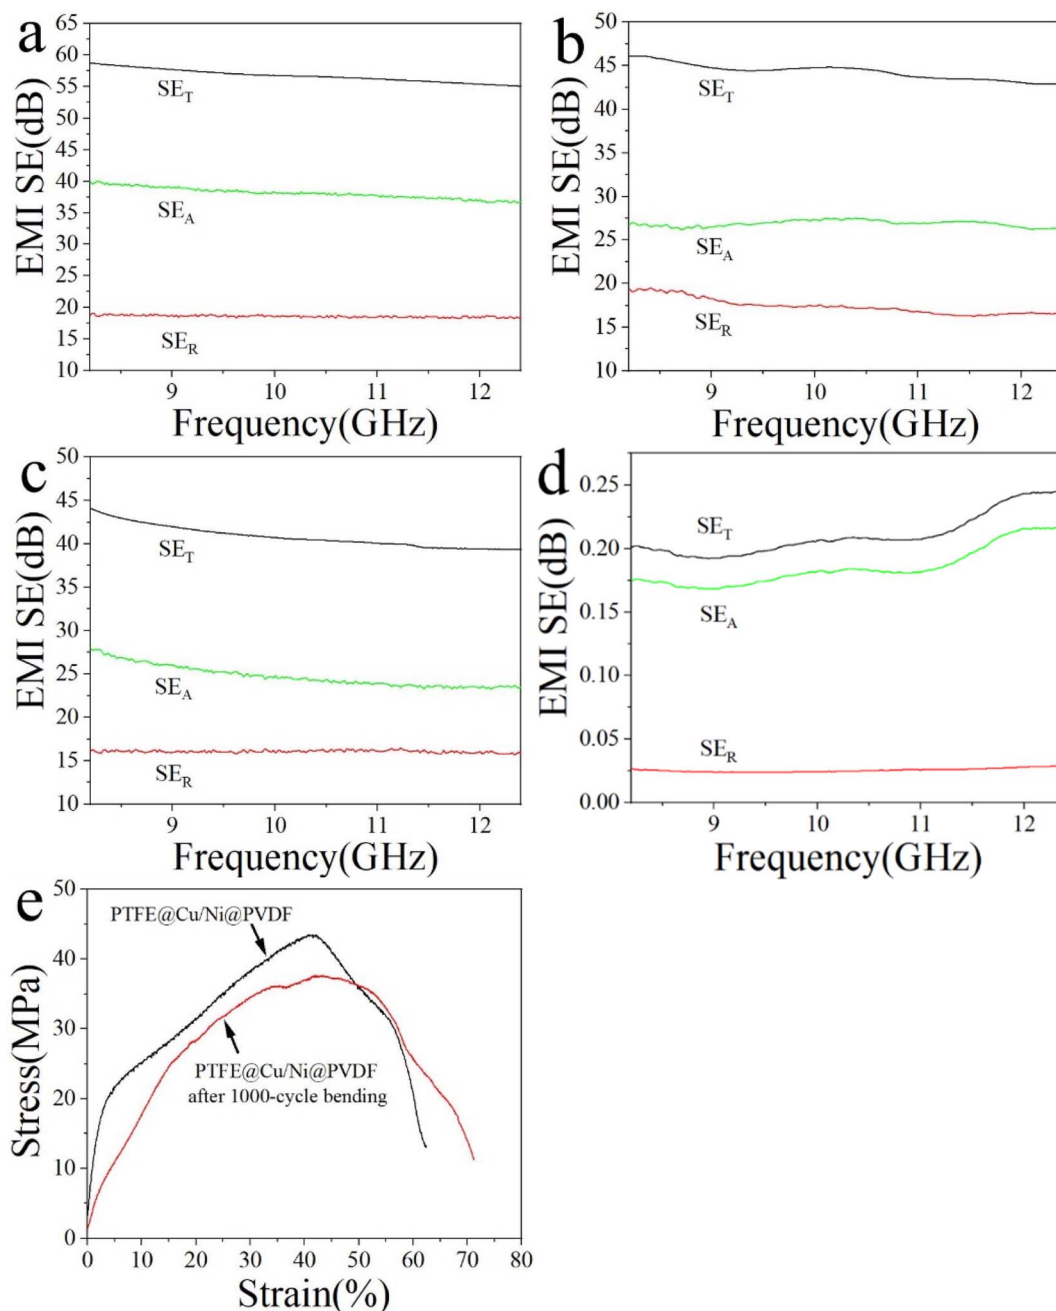 a
EMI SE(dB)
65
60
55
50
45
40
35
30
25
20
15
10
SE_T
SE_A
SE_R
9 10 11 12
Frequency(GHz)
b
EMI SE(dB)
50
45
40
35
30
25
20
15
10
SE_T
SE_A
SE_R
9 10 11 12
Frequency(GHz)
c
EMI SE(dB)
50
45
40
35
30
25
20
15
10
SE_T
SE_A
SE_R
9 10 11 12
Frequency(GHz)
d
EMI SE(dB)
0.25
0.20
0.15
0.10
0.05
0.00
SE_T
SE_A
SE_R
9 10 11 12
Frequency(GHz)
e
Stress(MPa)
50
40
30
20
10
0
PTFE@Cu/Ni@PVDF
PTFE@Cu/Ni@PVDF
after 1000-cycle bending
0 10 20 30 40 50 60 70 80
Strain(%)